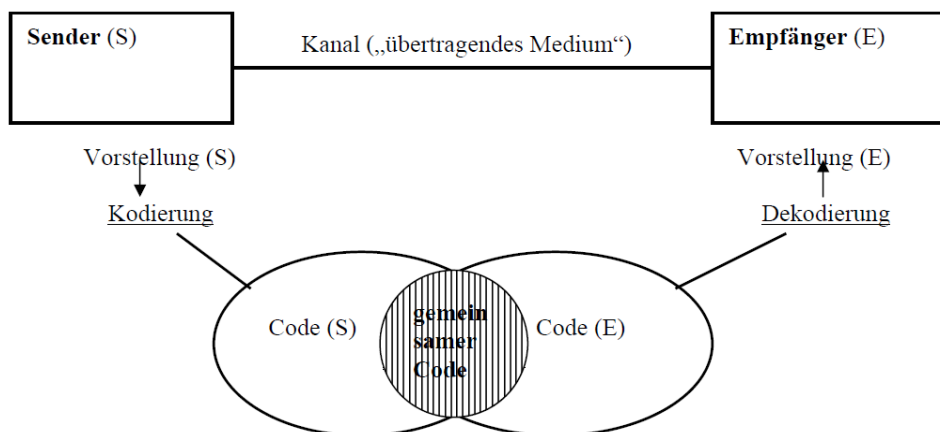 Sender (S)
Kanal („übertragendes Medium“)
Empfänger (E)
Vorstellung (S)
Vorstellung (E)
Kodierung
Dekodierung
Code (S)
gemein
samer
Code
Code (E)